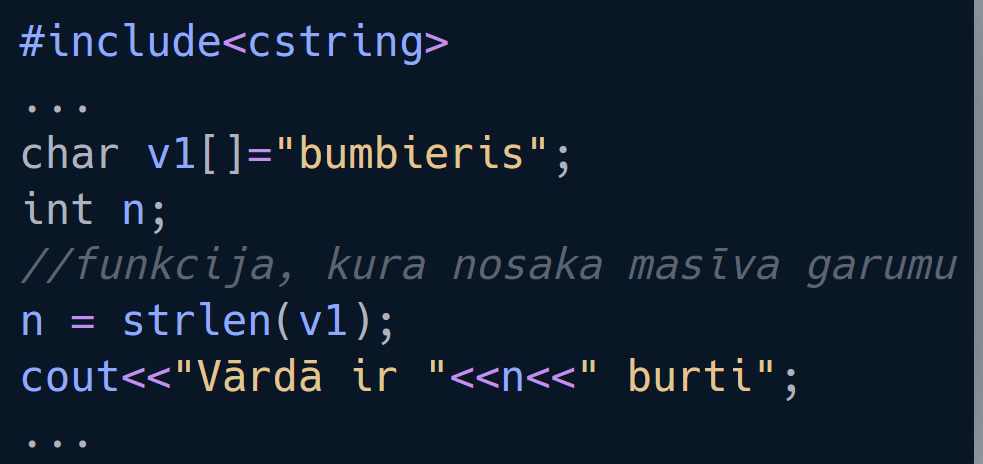 #include<cstring>
...
char v1[]="bumbieris";
int n;
//funkcija, kura nosaka masīva garumu
n = strlen(v1);
cout<<"Vārdā ir "<<n<<" burti";
...